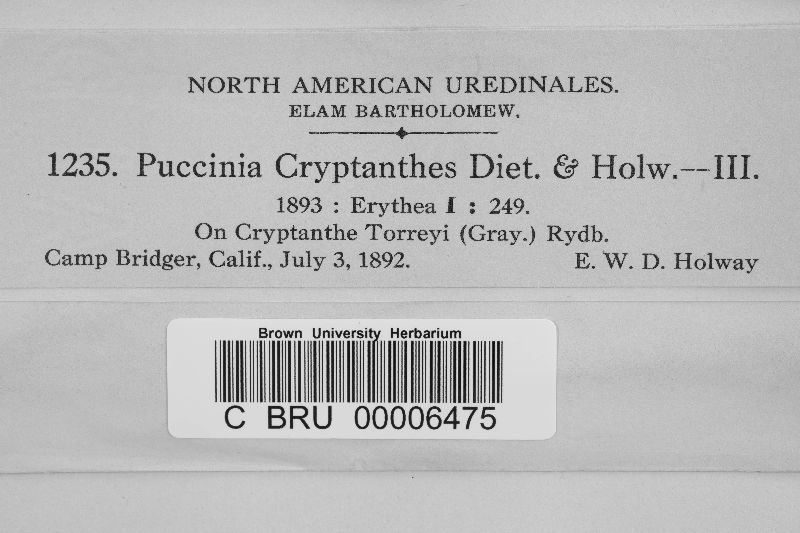 NORTH AMERICAN UREDINALES.
ELAM BARTHOLOMEW.
1235. Puccinia Cryptanthes Diet. & Holw.--III.
1893 : Erythea I : 249.
On Cryptanthe Torreyi (Gray.) Rydb.
Camp Bridger, Calif., July 3, 1892. E. W. D. Holway
Brown University Herbarium
C BRU 00006475